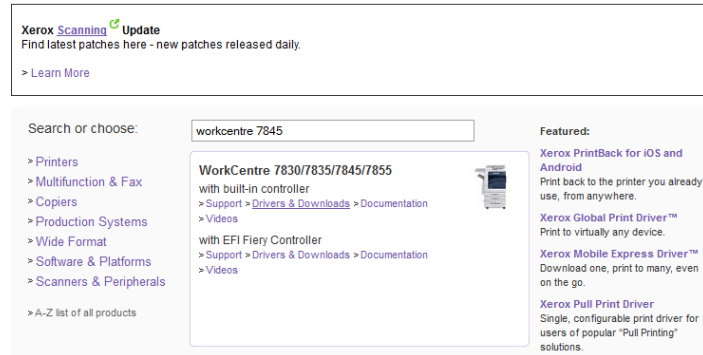 Xerox Scanning Update
Find latest patches here - new patches released daily.
> Learn More
Search or choose:
» Printers
» Multifunction & Fax
» Copiers
» Production Systems
» Wide Format
» Software & Platforms
» Scanners & Peripherals
» A-Z list of all products
workcentre 7845
WorkCentre 7830/7835/7845/7855
with built-in controller
» Support » Drivers & Downloads » Documentation
» Videos
with EFI Fiery Controller
» Support » Drivers & Downloads » Documentation
» Videos
Featured:
Xerox PrintBack for iOS and
Android
Print back to the printer you already
use, from anywhere.
Xerox Global Print Driver™
Print to virtually any device.
Xerox Mobile Express Driver™
Download one, print to many, even
on the go.
Xerox Pull Print Driver
Single, configurable print driver for
users of popular “Pull Printing”
solutions.